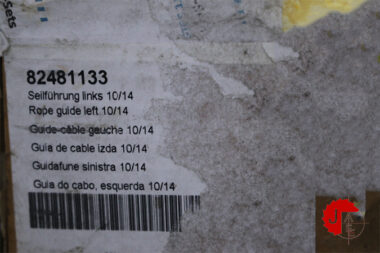 Sets
82481133
Seilführung links 10/14
Rope guide left 10/14
Guide-câble gauche 10/14
Guia de cable izda 10/14
Guidafune sinistra 10/14
Guia do cabo, esquerda 10/14